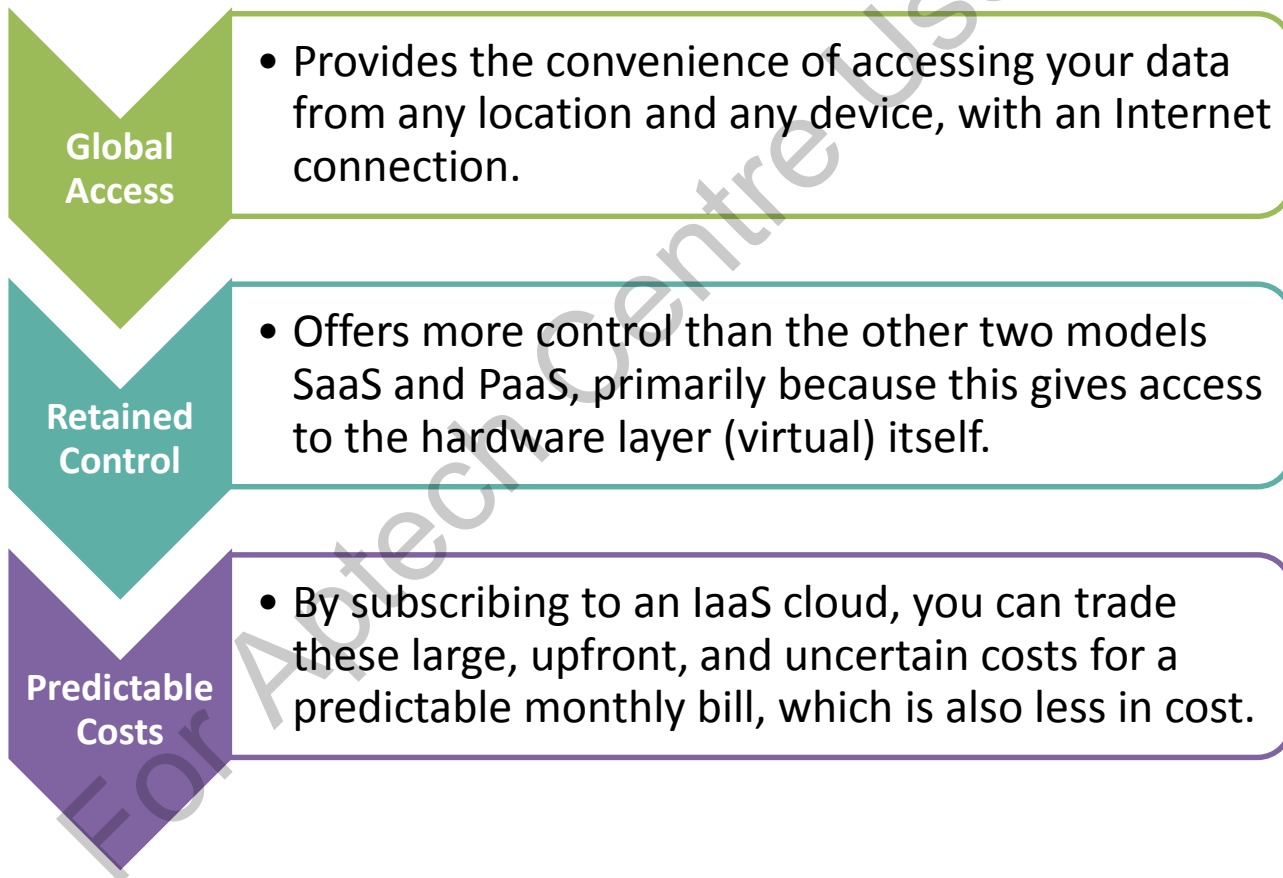 Global
Access
• Provides the convenience of accessing your data
from any location and any device, with an Internet
connection.
Retained
Control
• Offers more control than the other two models
SaaS and PaaS, primarily because this gives access
to the hardware layer (virtual) itself.
Predictable
Costs
• By subscribing to an IaaS cloud, you can trade
these large, upfront, and uncertain costs for a
predictable monthly bill, which is also less in cost.
For Aptech Centre